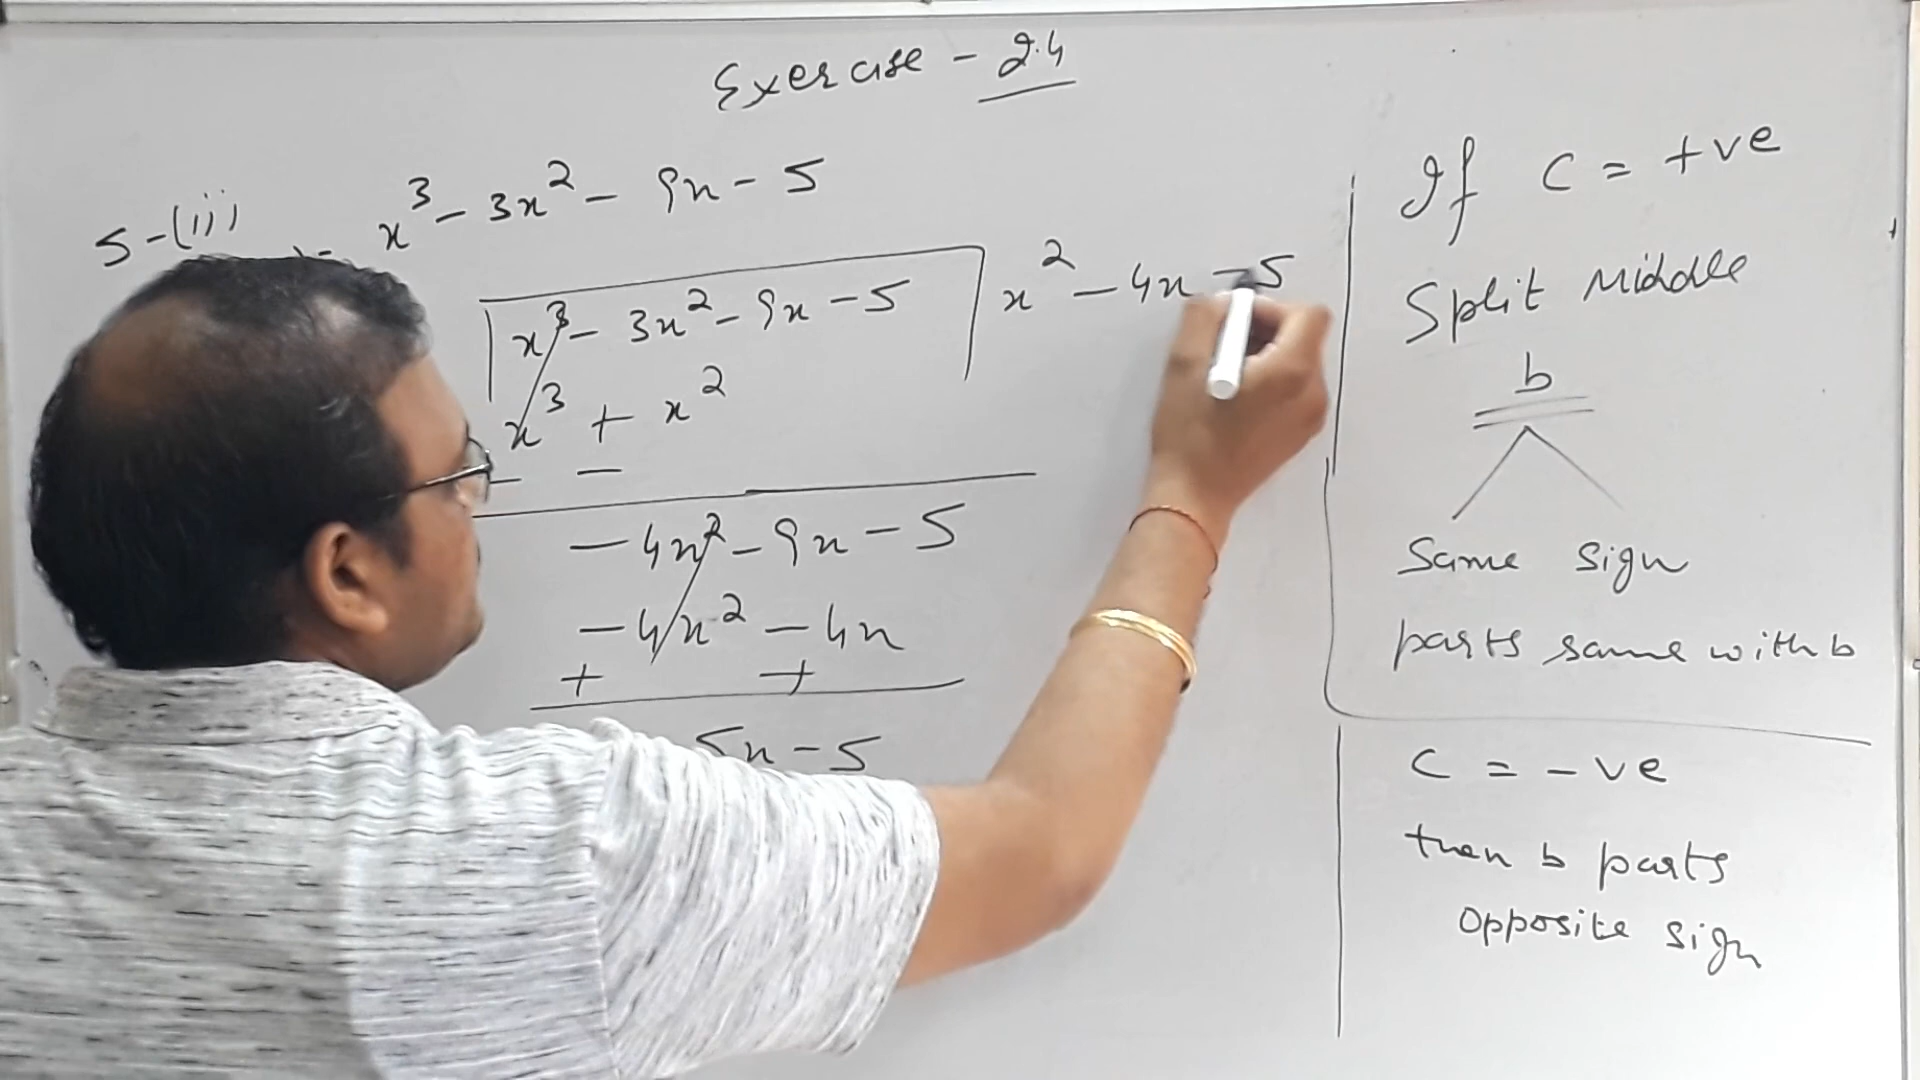 Exercise - 2.4
5-(ii)
x³ - 3x² - 9x - 5
x³ - 3x² - 9x - 5
x² - 4x - 5
x³ + x²
- -
-4x² - 9x - 5
-4x² - 4x
+ +
5x - 5
If C = +ve
Split Middle
b
Same sign
parts same with b
C = -ve
then b parts
opposite sign